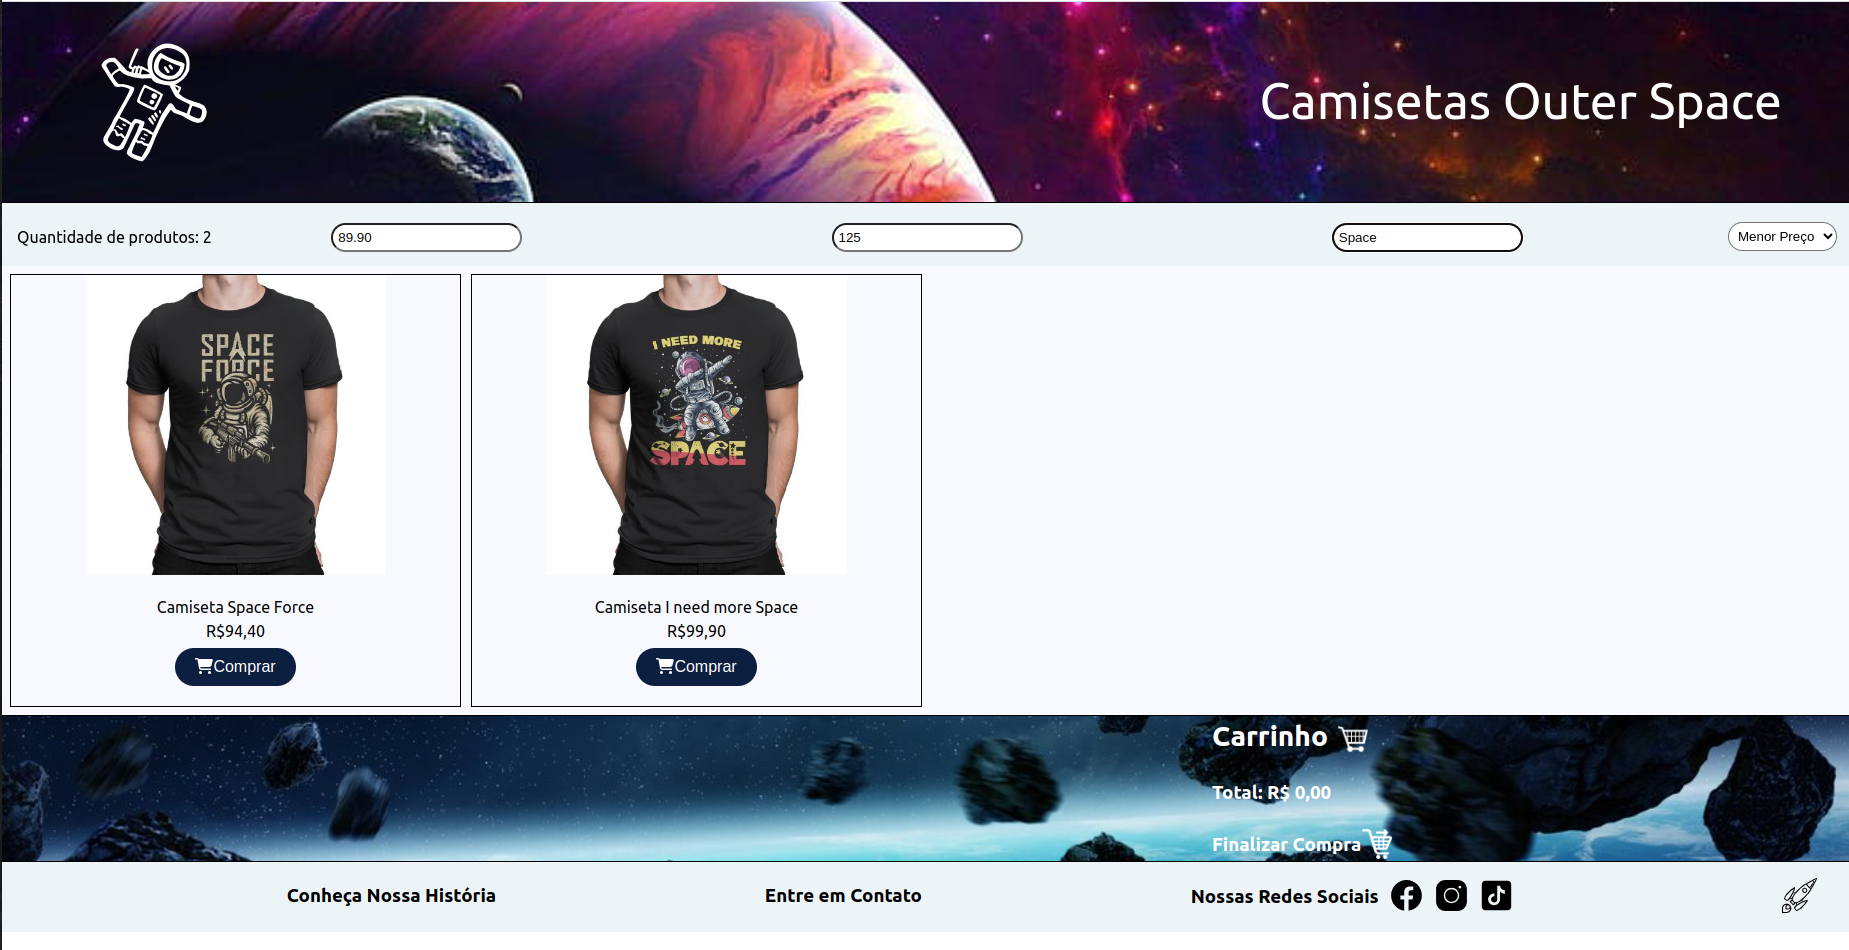 Camisetas Outer Space
Quantidade de produtos: 2
89.90
125
Space
Menor Preço
SPACE
FORCE
I NEED MORE
SPACE
Camiseta Space Force
R$94,40
Comprar
Camiseta I need more Space
R$99,90
Comprar
Carrinho
Total: R$ 0,00
Finalizar Compra
Conheça Nossa História
Entre em Contato
Nossas Redes Sociais